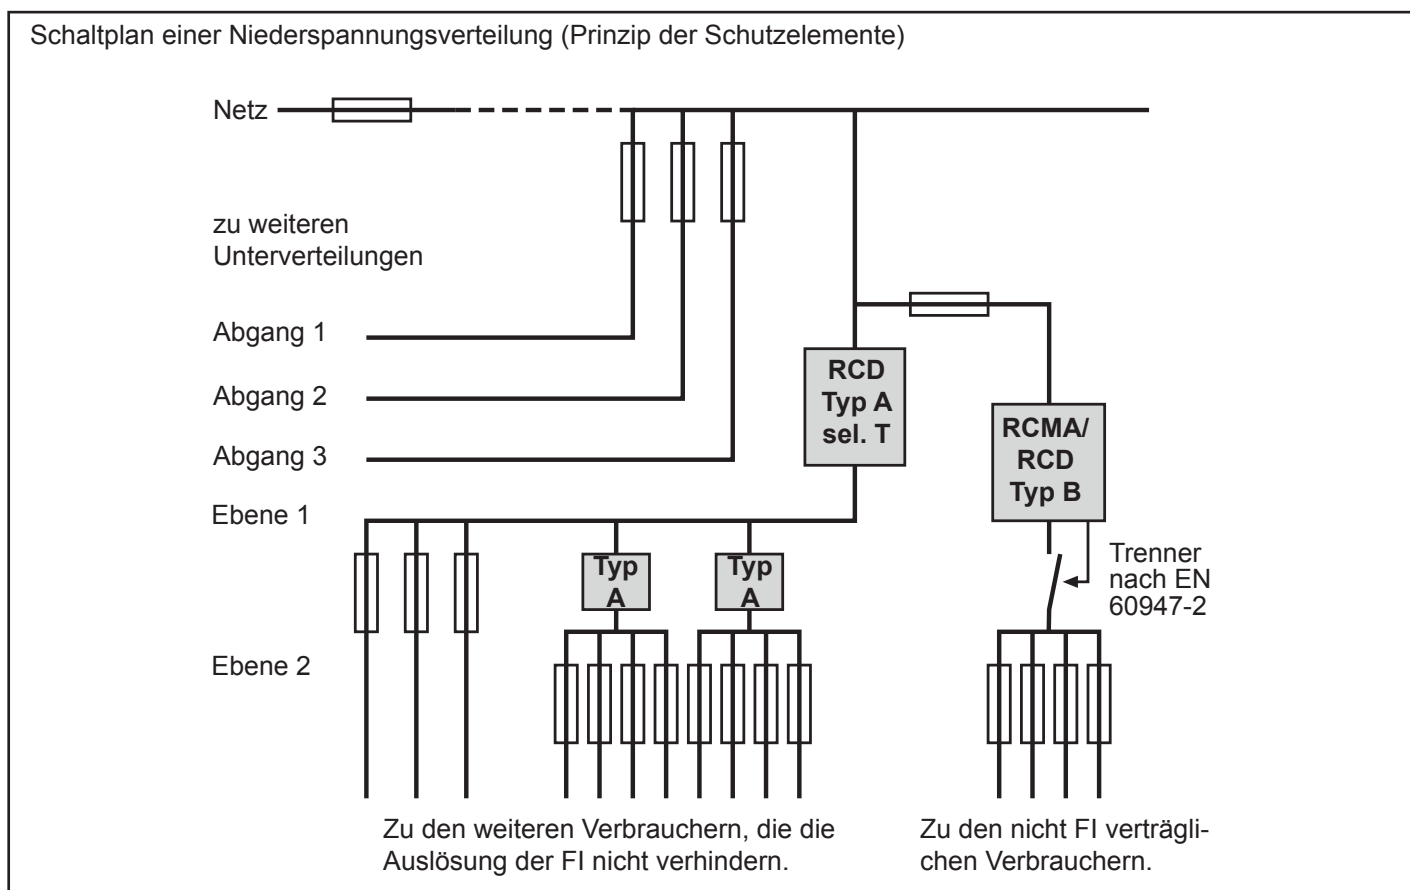 Schaltplan einer Niederspannungsverteilung (Prinzip der Schutzelemente)
Netz
zu weiteren
Unterverteilungen
Abgang 1
Abgang 2
Abgang 3
RCD
Typ A
sel. T
RCMA/
RCD
Typ B
Ebene 1
Typ
A
Typ
A
Trenner
nach EN
60947-2
Ebene 2
Zu den weiteren Verbrauchern, die die
Auslösung der FI nicht verhindern.
Zu den nicht FI verträgli-
chen Verbrauchern.